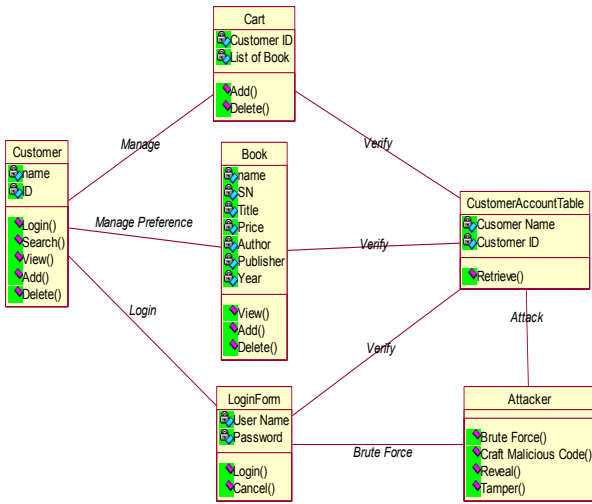 Cart
Customer ID
List of Book
Add()
Delete()
Manage
Verify
Customer
name
ID
Login()
Search()
View()
Add()
Delete()
Manage Preference
Book
name
SN
Title
Price
Author
Publisher
Year
View()
Add()
Delete()
Verify
CustomerAccountTable
Cusomer Name
Customer ID
Retrieve()
Login
Verify
Attack
LoginForm
User Name
Password
Login()
Cancel()
Brute Force
Attacker
Brute Force()
Craft Malicious Code()
Reveal()
Tamper()